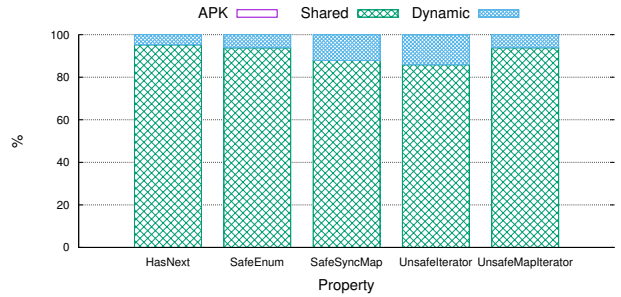 APK Shared Dynamic
100
80
60
40
20
0
%
HasNext SafeEnum SafeSyncMap UnsafeIterator UnsafeMapIterator
Property